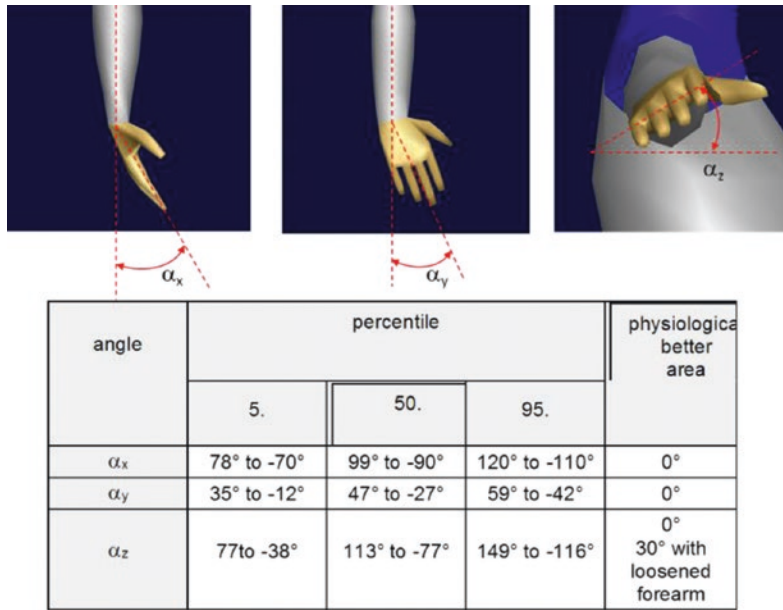 αx
αy
αz
angle
percentile
physiologica
better
area
5.
50.
95.
αx
78° to -70°
99° to -90°
120° to -110°
0°
αy
35° to -12°
47° to -27°
59° to -42°
0°
αz
77to -38°
113° to -77°
149° to -116°
0°
30° with
loosened
forearm